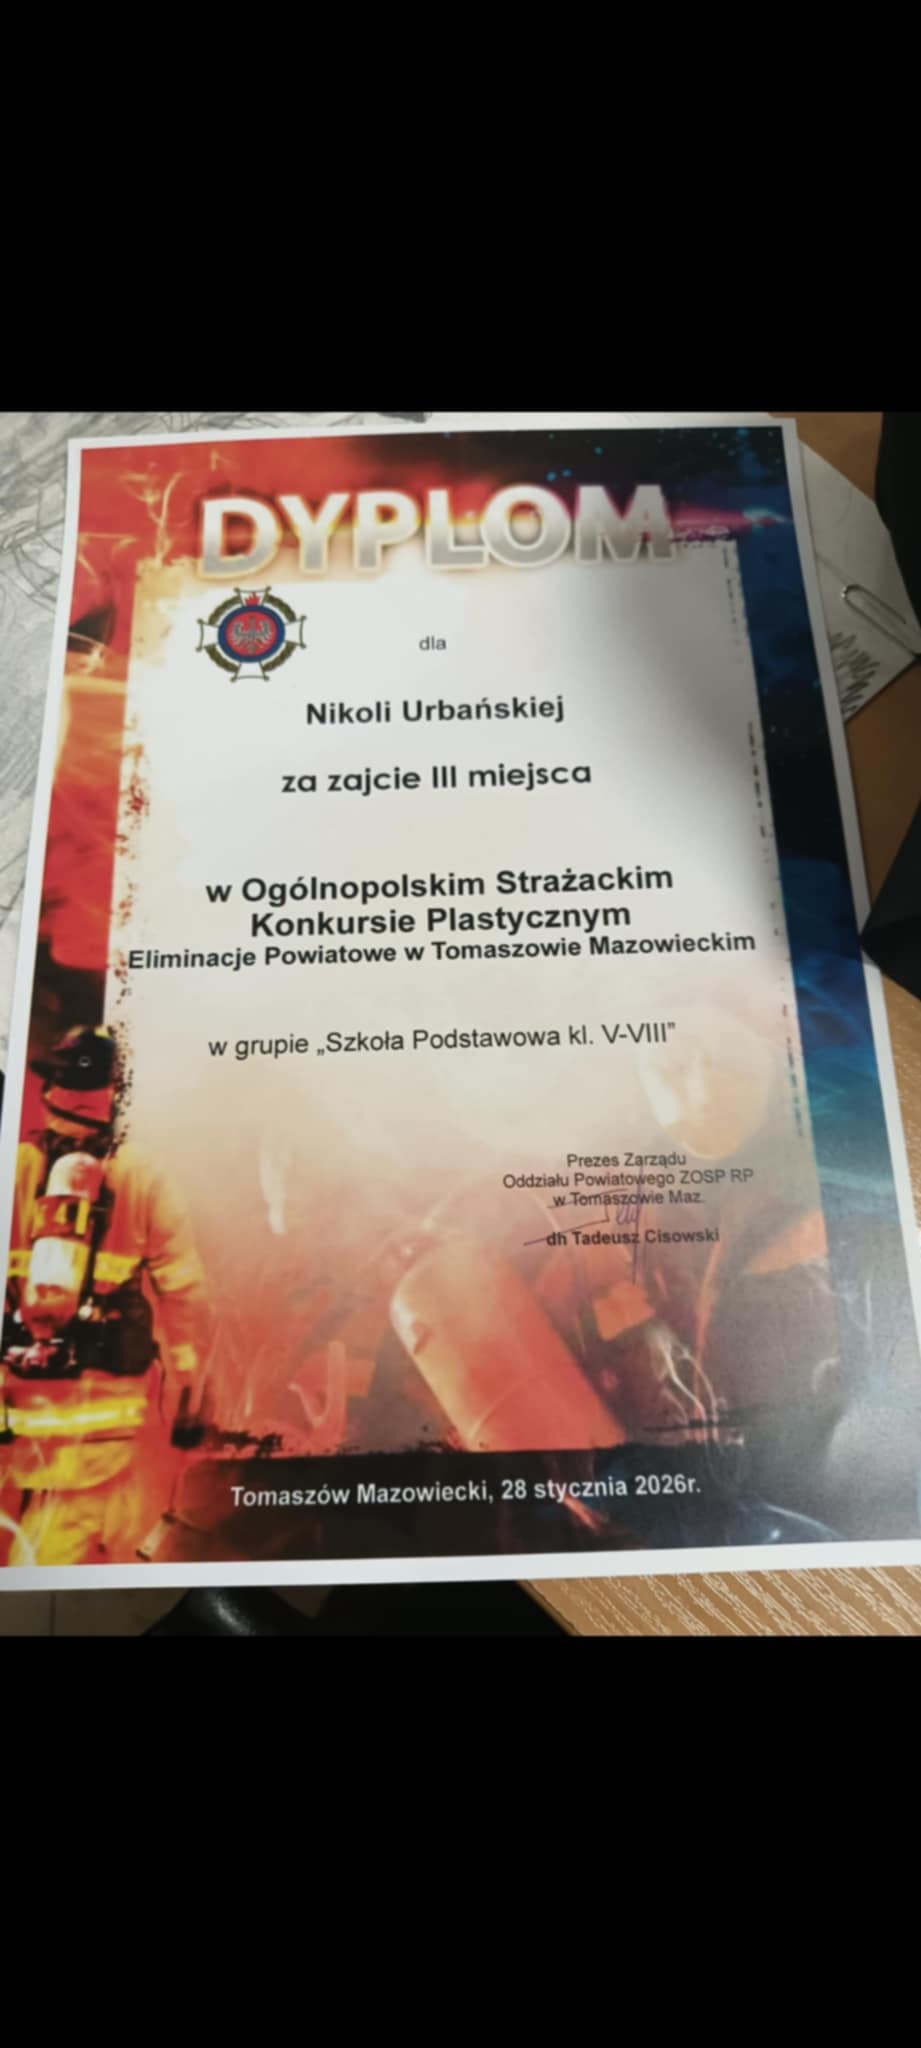 DYPLOM
dla
Nikoli Urbańskiej
za zajcie III miejsca
w Ogólnopolskim Strażackim
Konkursie Plastycznym
Eliminacje Powiatowe w Tomaszowie Mazowieckim
w grupie „Szkoła Podstawowa kl. V-VIII”
Prezes Zarządu
Oddziału Powiatowego ZOSP RP
w Tomaszowie Maz.
dh Tadeusz Cisowski
Tomaszów Mazowiecki, 28 stycznia 2026r.